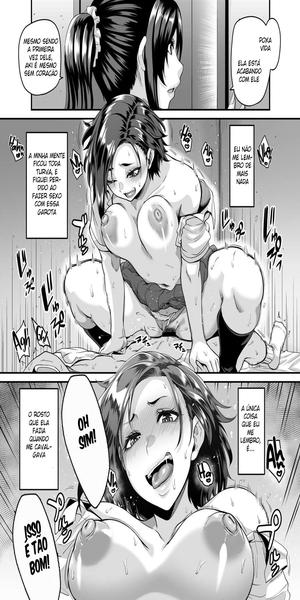 POXA
VIDA
ELA ESTÁ
ACABANDO
COM ELE
MESMO SENDO
A PRIMEIRA
VEZ DELE,
AKI É MESMO
SEM CORAÇÃO
EU NÃO
ME
LEMBRO DE
MAIS
NADA
A MINHA MENTE
FICOU TODA
TURVA, E
FIQUEI PER-
DIDO AO
FAZER SEXO
COM ESSA
GAROTA
A ÚNICA
COISA QUE
EU ME
LEMBRO,
É...
OH
SIM!
O ROSTO
QUE ELA
FAZIA
QUANDO
ME CAVAL-
GAVA
ISSO
É TÃO
BOM!